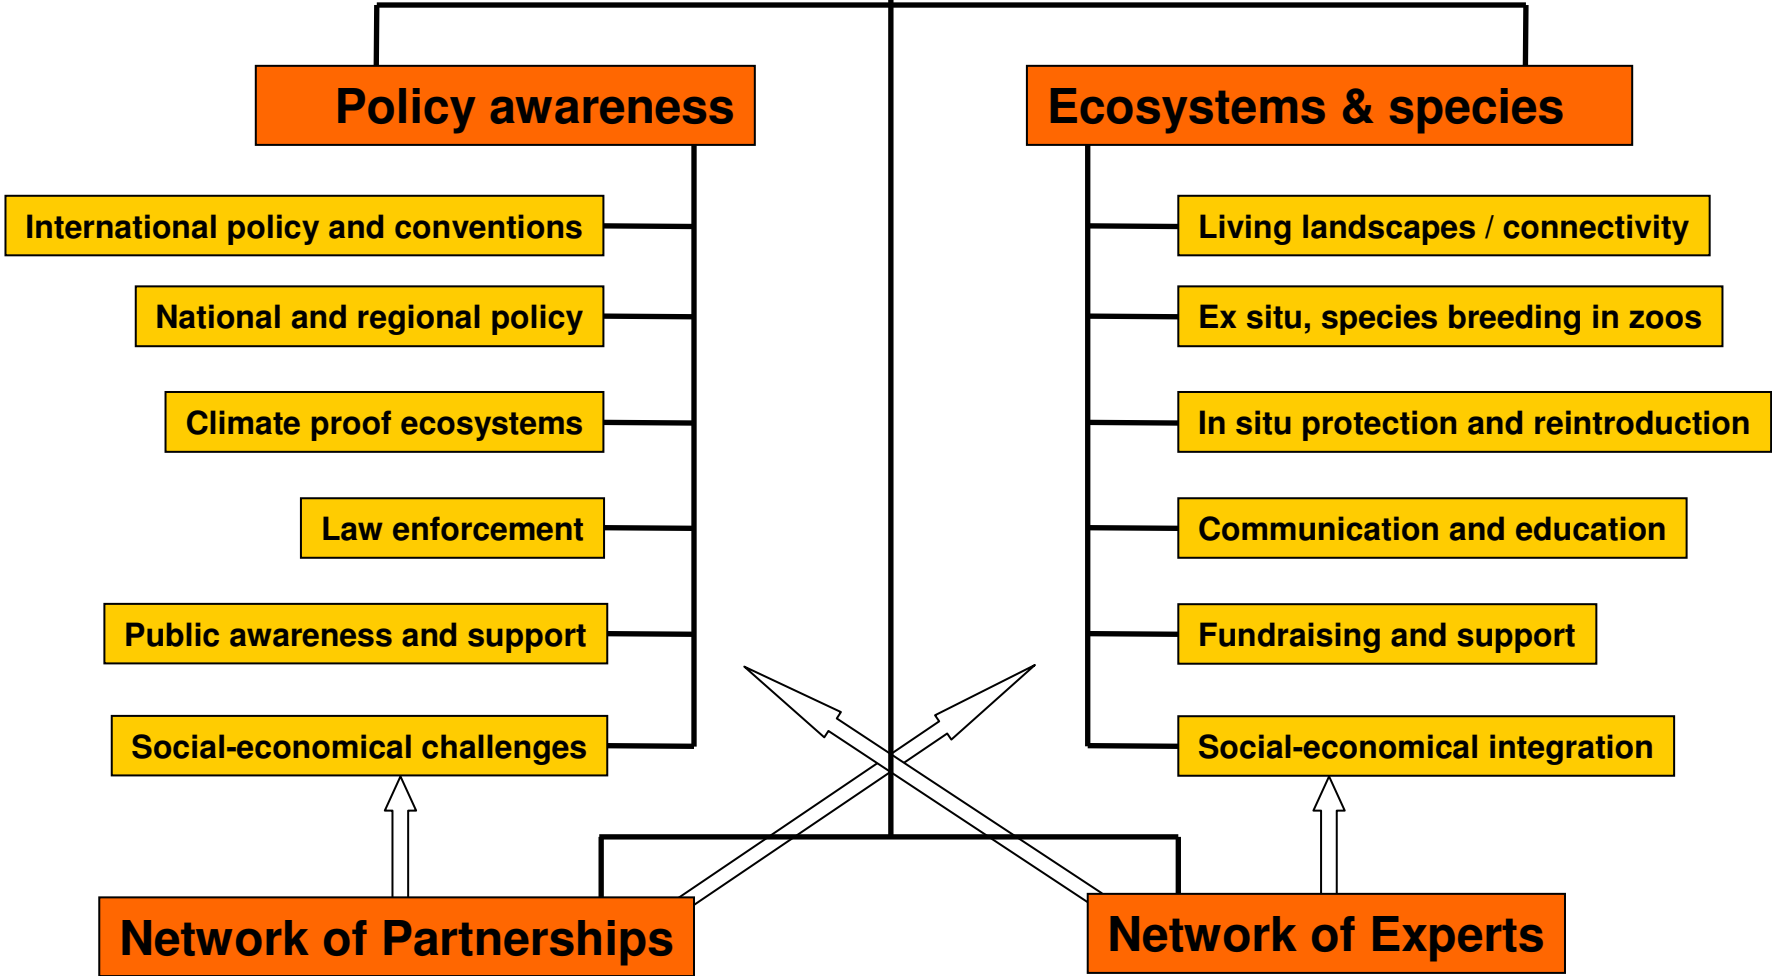 Policy awareness
International policy and conventions
National and regional policy
Climate proof ecosystems
Law enforcement
Public awareness and support
Social-economical challenges
Ecosystems & species
Living landscapes / connectivity
Ex situ, species breeding in zoos
In situ protection and reintroduction
Communication and education
Fundraising and support
Social-economical integration
Network of Partnerships
Network of Experts